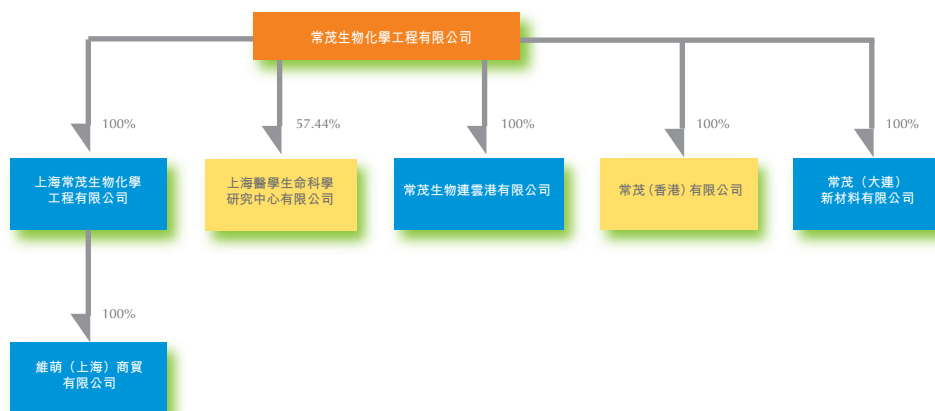 常茂生物化學工程有限公司
100%
57.44%
100%
100%
100%
上海常茂生物化學
工程有限公司
上海醫學生命科學
研究中心有限公司
常茂生物連雲港有限公司
常茂（香港）有限公司
常茂（大連）
新材料有限公司
100%
維萌（上海）商貿
有限公司